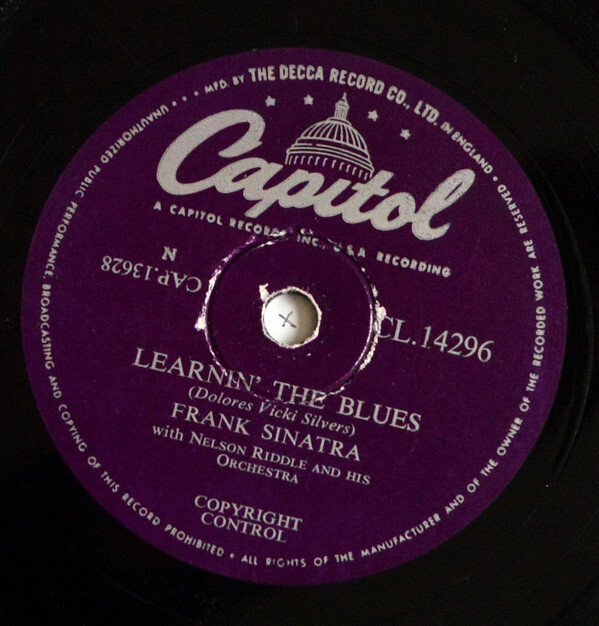 MFD. BY THE DECCA RECORD CO., LTD. IN ENGLAND • ALL RIGHTS OF THE MANUFACTURER AND OF THE OWNER OF THE RECORDED WORK ARE RESERVED • UNAUTHORIZED PUBLIC PERFORMANCE, BROADCASTING AND COPYING OF THIS RECORD PROHIBITED •
Capitol
A CAPITOL RECORDS INC., U.S.A RECORDING
N
CAP.13628
CL.14296
LEARNIN' THE BLUES
(Dolores Vicki Silvers)
FRANK SINATRA
with NELSON RIDDLE AND HIS
ORCHESTRA
COPYRIGHT
CONTROL